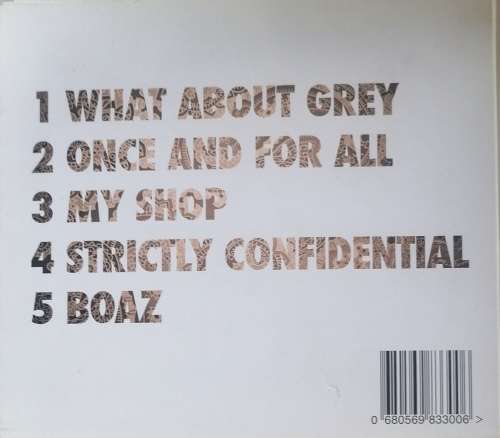 1 WHAT ABOUT GREY
2 ONCE AND FOR ALL
3 MY SHOP
4 STRICTLY CONFIDENTIAL
5 BOAZ
0 680569 833006 >